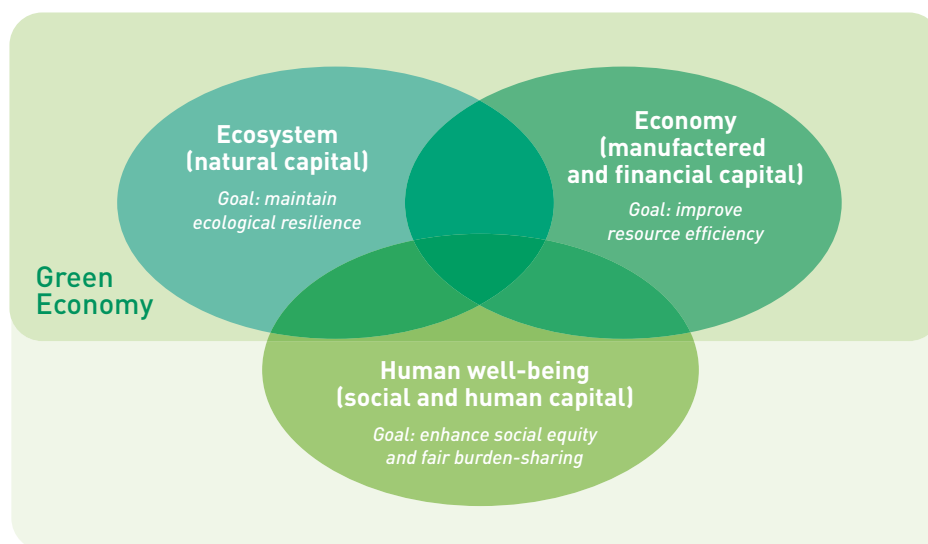 Ecosystem
(natural capital)
Goal: maintain
ecological resilience
Economy
(manufactered
and financial capital)
Goal: improve
resource efficiency
Green
Economy
Human well-being
(social and human capital)
Goal: enhance social equity
and fair burden-sharing